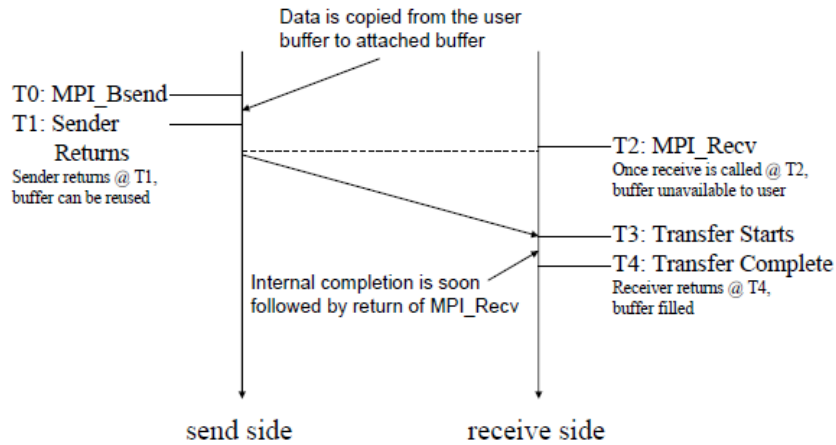 Data is copied from the user
buffer to attached buffer
T0: MPI_Bsend
T1: Sender
Returns
Sender returns @ T1,
buffer can be reused
T2: MPI_Recv
Once receive is called @ T2,
buffer unavailable to user
T3: Transfer Starts
T4: Transfer Complete
Receiver returns @ T4,
buffer filled
Internal completion is soon
followed by return of MPI_Recv
send side
receive side